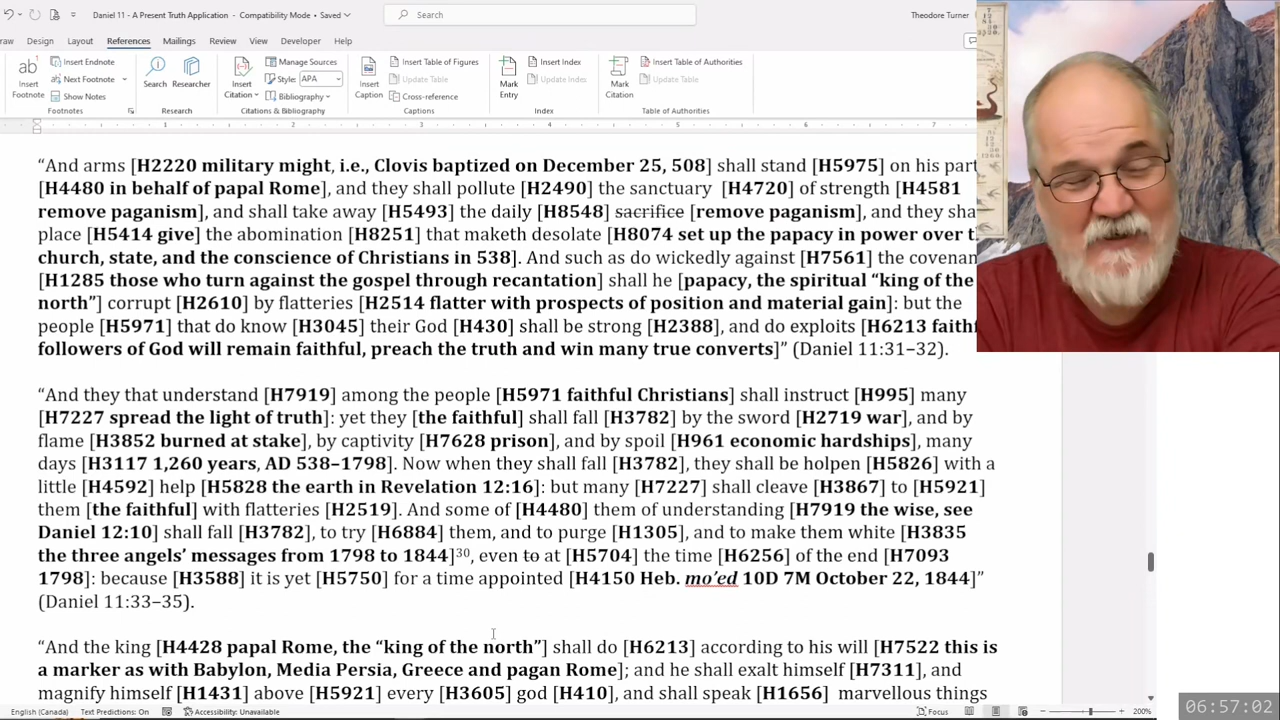 Daniel 11 - A Present Truth Application - Compatibility Mode • Saved
Search
Theodore Turner
raw Design Layout References Mailings Review View Developer Help
ab
Insert Footnote
Insert Endnote
Next Footnote
Show Notes
Search
Researcher
Insert Citation
Manage Sources
Style: APA
Bibliography
Insert Caption
Insert Table of Figures
Update Table
Cross-reference
Mark Entry
Insert Index
Update Index
Mark Citation
Insert Table of Authorities
Update Table
Footnotes Research Citations & Bibliography Captions Index Table of Authorities
1 2 3 4 5 6 7
“And arms [H2220 military might, i.e., Clovis baptized on December 25, 508] shall stand [H5975] on his part
[H4480 in behalf of papal Rome], and they shall pollute [H2490] the sanctuary [H4720] of strength [H4581
remove paganism], and shall take away [H5493] the daily [H8548] sacrifice [remove paganism], and they sha
place [H5414 give] the abomination [H8251] that maketh desolate [H8074 set up the papacy in power over t
church, state, and the conscience of Christians in 538]. And such as do wickedly against [H7561] the covenan
[H1285 those who turn against the gospel through recantation] shall he [papacy, the spiritual “king of the
north”] corrupt [H2610] by flatteries [H2514 flatter with prospects of position and material gain]: but the
people [H5971] that do know [H3045] their God [H430] shall be strong [H2388], and do exploits [H6213 faithf
followers of God will remain faithful, preach the truth and win many true converts]” (Daniel 11:31–32).
“And they that understand [H7919] among the people [H5971 faithful Christians] shall instruct [H995] many
[H7227 spread the light of truth]: yet they [the faithful] shall fall [H3782] by the sword [H2719 war], and by
flame [H3852 burned at stake], by captivity [H7628 prison], and by spoil [H961 economic hardships], many
days [H3117 1,260 years, AD 538–1798]. Now when they shall fall [H3782], they shall be holpen [H5826] with a
little [H4592] help [H5828 the earth in Revelation 12:16]: but many [H7227] shall cleave [H3867] to [H5921]
them [the faithful] with flatteries [H2519]. And some of [H4480] them of understanding [H7919 the wise, see
Daniel 12:10] shall fall [H3782], to try [H6884] them, and to purge [H1305], and to make them white [H3835
the three angels’ messages from 1798 to 1844]30, even to at [H5704] the time [H6256] of the end [H7093
1798]: because [H3588] it is yet [H5750] for a time appointed [H4150 Heb. mo’ed 10D 7M October 22, 1844]”
(Daniel 11:33–35).
“And the king [H4428 papal Rome, the “king of the north”] shall do [H6213] according to his will [H7522 this is
a marker as with Babylon, Media Persia, Greece and pagan Rome]; and he shall exalt himself [H7311], and
magnify himself [H1431] above [H5921] every [H3605] god [H410], and shall speak [H1656] marvellous things
English (Canada) Text Predictions: On Accessibility: Unavailable Focus 200%
06:57:02